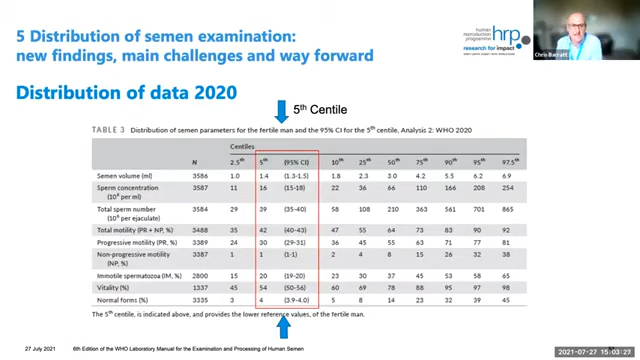 5 Distribution of semen examination:
new findings, main challenges and way forward
human
reproduction
programme
hrp
research for impact
Chris Barratt
Distribution of data 2020
5th Centile
TABLE 3 Distribution of semen parameters for the fertile man and the 95% CI for the 5th centile, Analysis 2: WHO 2020
Centiles
N 2.5th 5th (95% CI) 10th 25th 50th 75th 90th 95th 97.5th
Semen volume (ml) 3586 1.0 1.4 (1.3-1.5) 1.8 2.3 3.0 4.2 5.5 6.2 6.9
Sperm concentration (10⁶ per ml) 3587 11 16 (15-18) 22 36 66 110 166 208 254
Total sperm number (10⁶ per ejaculate) 3584 29 39 (35-40) 58 108 210 363 561 701 865
Total motility (PR + NP, %) 3488 35 42 (40-43) 47 55 64 73 83 90 92
Progressive motility (PR, %) 3389 24 30 (29-31) 36 45 55 63 71 77 81
Non-progressive motility (NP, %) 3387 1 1 (1-1) 2 4 8 15 26 32 38
Immotile spermatozoa (IM, %) 2800 15 20 (19-20) 23 30 37 45 53 58 65
Vitality (%) 1337 45 54 (50-56) 60 69 78 88 95 97 98
Normal forms (%) 3335 3 4 (3.9-4.0) 5 8 14 23 32 39 45
The 5th centile, is indicated above, and provides the lower reference values, of the fertile man.
27 July 2021 6th Edition of the WHO Laboratory Manual for the Examination and Processing of Human Semen
2021-07-27 15:03:27